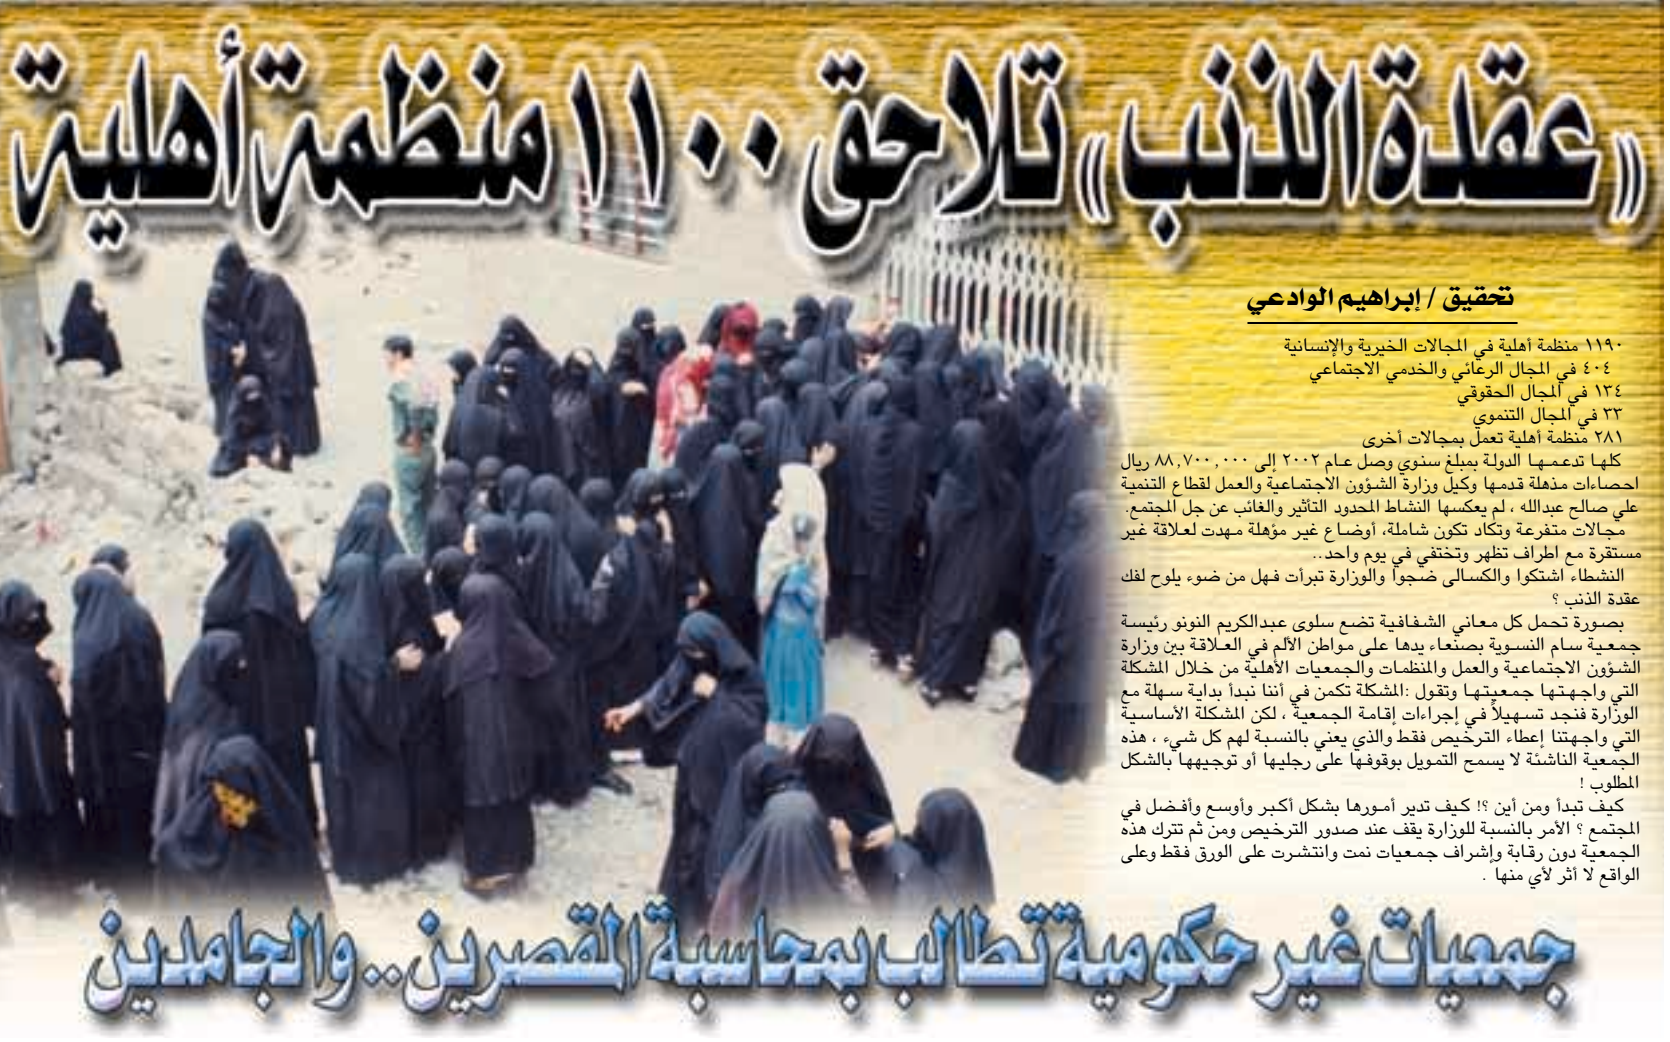 «عقدة الذنب» تلاحق ١١٠٠ منظمة أهلية
تحقيق / إبراهيم الوادعي
١١٩٠ منظمة أهلية في المجالات الخيرية والإنسانية
٤٠٤ في المجال الرعائي والخدمي الاجتماعي
١٣٤ في المجال الحقوقي
٣٣ في المجال التنموي
٢٨١ منظمة أهلية تعمل بمجالات أخرى
كلها تدعمها الدولة بمبلغ سنوي وصل عام ٢٠٠٢ إلى ٨٨,٧٠٠,٠٠٠ ريال
احصاءات مذهلة قدمها وكيل وزارة الشؤون الاجتماعية والعمل لقطاع التنمية
علي صالح عبدالله ، لم يعكسها النشاط المحدود التأثير والغائب عن جل المجتمع.
مجالات متفرعة وتكاد تكون شاملة، أوضاع غير مؤهلة مهدت لعلاقة غير
مستقرة مع اطراف تظهر وتختفي في يوم واحد..
النشطاء اشتكوا والكسالى ضجوا والوزارة تبرأت فهل من ضوء يلوح لفك
عقدة الذنب ؟
بصورة تحمل كل معاني الشفافية تضع سلوى عبدالكريم النونو رئيسة
جمعية سام النسوية بصنعاء يدها على مواطن الألم في العلاقة بين وزارة
الشؤون الاجتماعية والعمل والمنظمات والجمعيات الأهلية من خلال المشكلة
التي واجهتها جمعيتها وتقول :المشكلة تكمن في أننا نبدأ بداية سهلة مع
الوزارة فنجد تسهيلاً في إجراءات إقامة الجمعية ، لكن المشكلة الأساسية
التي واجهتنا إعطاء الترخيص فقط والذي يعني بالنسبة لهم كل شيء ، هذه
الجمعية الناشئة لا يسمح التمويل بوقوفها على رجليها أو توجيهها بالشكل
المطلوب !
كيف تبدأ ومن أين ؟! كيف تدير أمورها بشكل أكبر وأوسع وأفضل في
المجتمع ؟ الأمر بالنسبة للوزارة يقف عند صدور الترخيص ومن ثم تترك هذه
الجمعية دون رقابة وإشراف جمعيات نمت وانتشرت على الورق فقط وعلى
الواقع لا أثر لأي منها .
جمعيات غير حكومية تطالب بمحاسبة المقصرين.. والجامدين